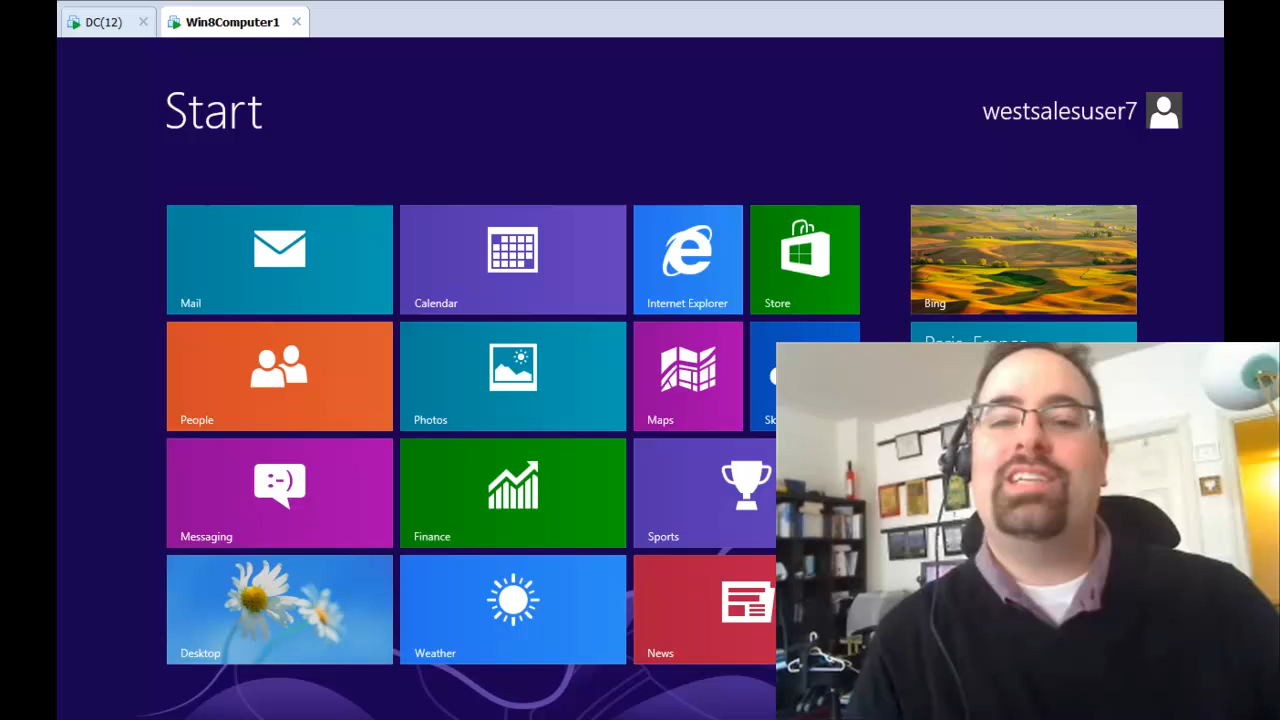 DC(12)
Win8Computer1
Start
westsalesuser7
Mail
Calendar
Internet Explorer
Store
Bing
People
Photos
Maps
Messaging
Finance
Sports
Desktop
Weather
News